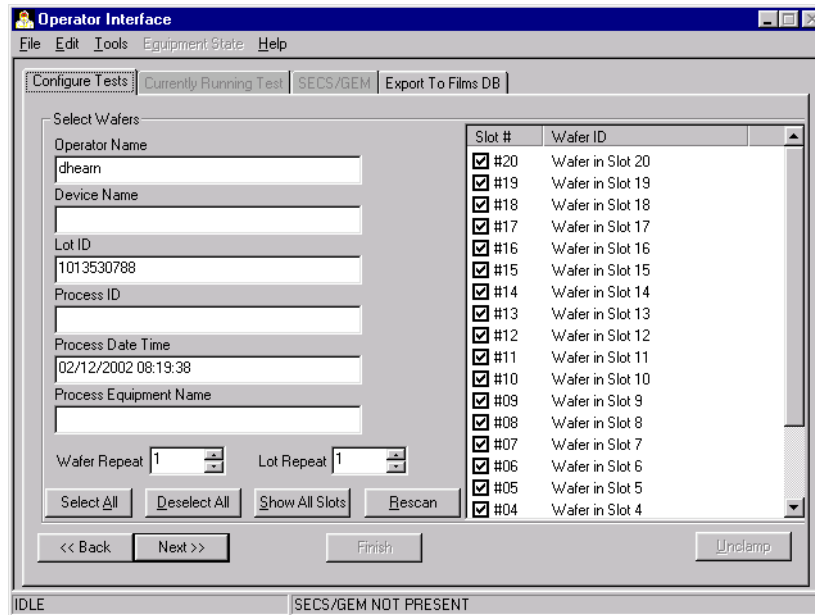 Operator Interface
File Edit Tools Equipment State Help
Configure Tests Currently Running Test SECS/GEM Export To Films DB
Select Wafers
Operator Name
dhearn
Device Name
Lot ID
1013530788
Process ID
Process Date Time
02/12/2002 08:19:38
Process Equipment Name
Wafer Repeat 1 Lot Repeat 1
Select All Deselect All Show All Slots Rescan
Slot # Wafer ID
#20 Wafer in Slot 20
#19 Wafer in Slot 19
#18 Wafer in Slot 18
#17 Wafer in Slot 17
#16 Wafer in Slot 16
#15 Wafer in Slot 15
#14 Wafer in Slot 14
#13 Wafer in Slot 13
#12 Wafer in Slot 12
#11 Wafer in Slot 11
#10 Wafer in Slot 10
#09 Wafer in Slot 9
#08 Wafer in Slot 8
#07 Wafer in Slot 7
#06 Wafer in Slot 6
#05 Wafer in Slot 5
#04 Wafer in Slot 4
<< Back Next >> Finish Unclamp
IDLE SECS/GEM NOT PRESENT